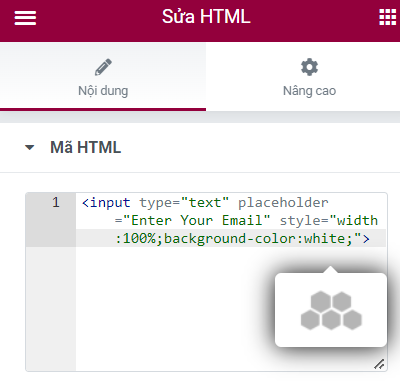 Sửa HTML
Nội dung
Nâng cao
Mã HTML
1 <input type="text" placeholder
="Enter Your Email" style="width
:100%;background-color:white;">